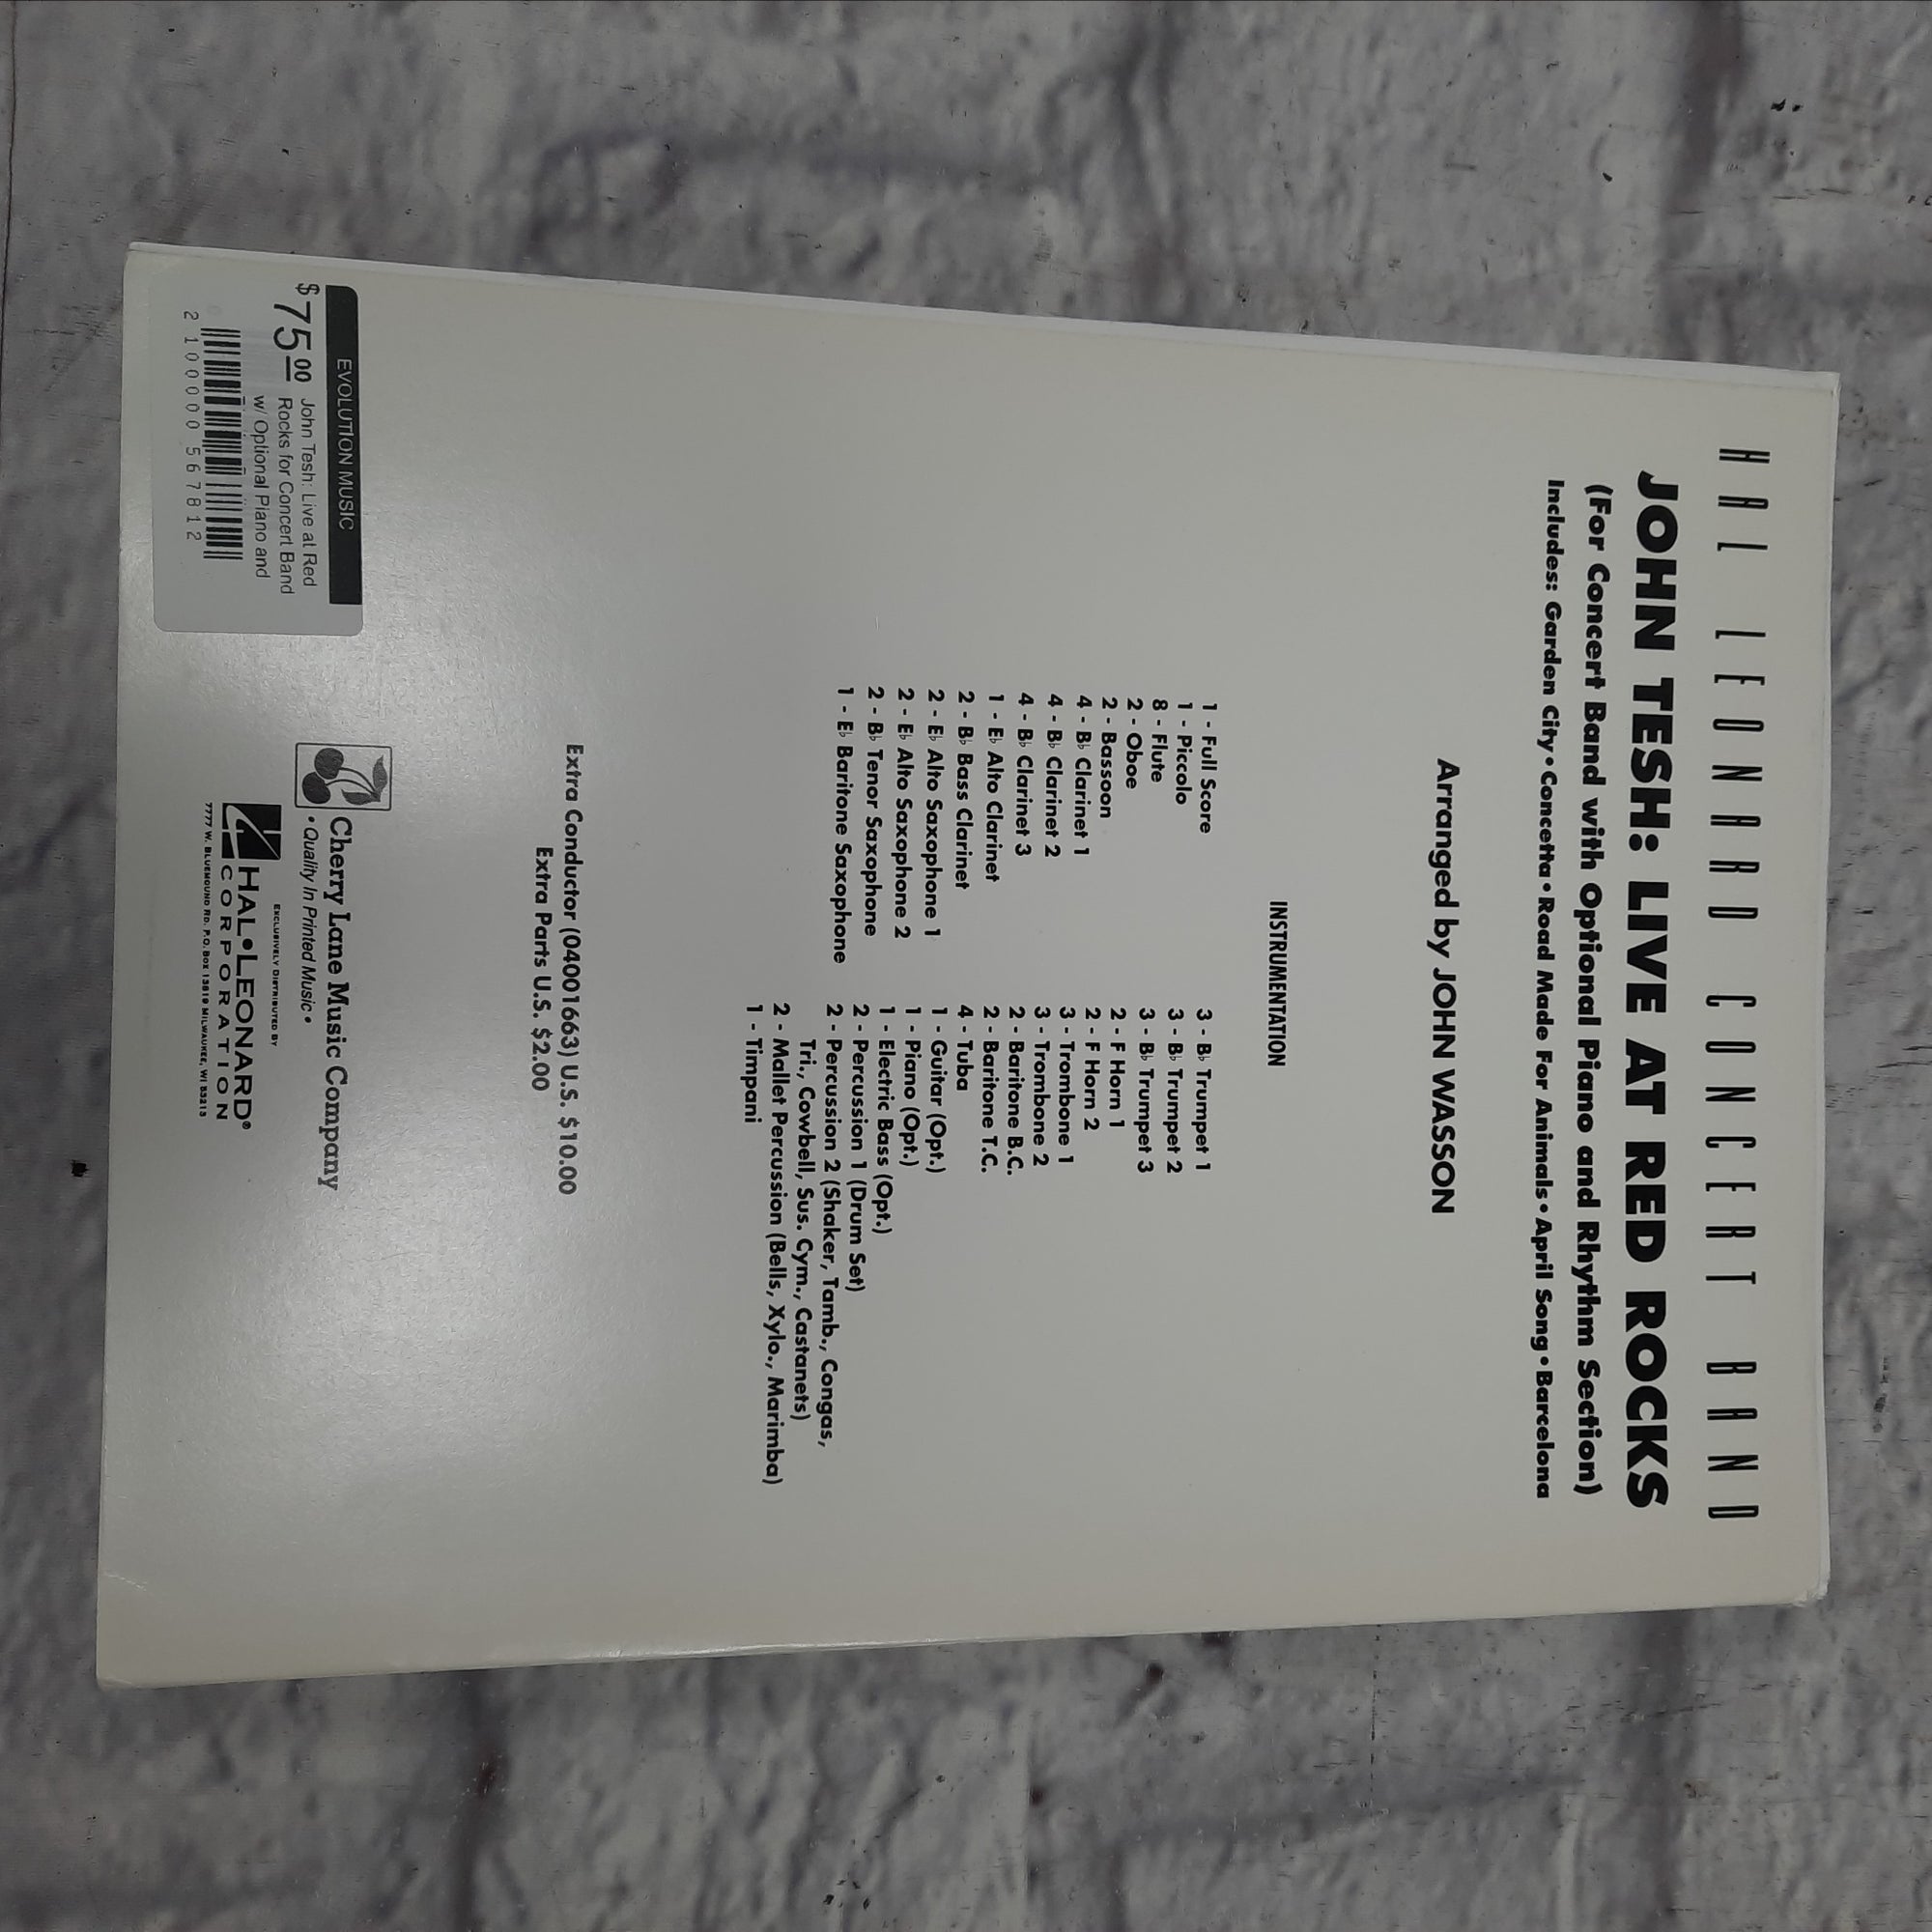 HAL LEONARD CONCERT BAND
JOHN TESH: LIVE AT RED ROCKS
(For Concert Band with Optional Piano and Rhythm Section)
Includes: Garden City • Concetta • Road Made For Animals • April Song • Barcelona
Arranged by JOHN WASSON
INSTRUMENTATION
1 - Full Score
1 - Piccolo
8 - Flute
2 - Oboe
2 - Bassoon
4 - B♭ Clarinet 1
4 - B♭ Clarinet 2
4 - B♭ Clarinet 3
1 - E♭ Alto Clarinet
2 - B♭ Bass Clarinet
2 - E♭ Alto Saxophone 1
2 - E♭ Alto Saxophone 2
2 - B♭ Tenor Saxophone
1 - E♭ Baritone Saxophone
3 - B♭ Trumpet 1
3 - B♭ Trumpet 2
3 - B♭ Trumpet 3
2 - F Horn 1
2 - F Horn 2
3 - Trombone 1
3 - Trombone 2
2 - Baritone B.C.
2 - Baritone T.C.
4 - Tuba
1 - Guitar (Opt.)
1 - Piano (Opt.)
1 - Electric Bass (Opt.)
2 - Percussion 1 (Drum Set)
2 - Percussion 2 (Shaker, Tamb., Congas,
Tri., Cowbell, Sus. Cym., Castanets)
2 - Mallet Percussion (Bells, Xylo., Marimba)
1 - Timpani
Extra Conductor (04001663) U.S. $10.00
Extra Parts U.S. $2.00
Cherry Lane Music Company
• Quality In Printed Music •
EXCLUSIVELY DISTRIBUTED BY
HAL•LEONARD®
CORPORATION
7777 W. BLUEMOUND RD. P.O. BOX 13819 MILWAUKEE, WI 53213
EVOLUTION MUSIC
$75.00
John Tesh: Live at Red
Rocks for Concert Band
w/ Optional Piano and
2 100000 567812